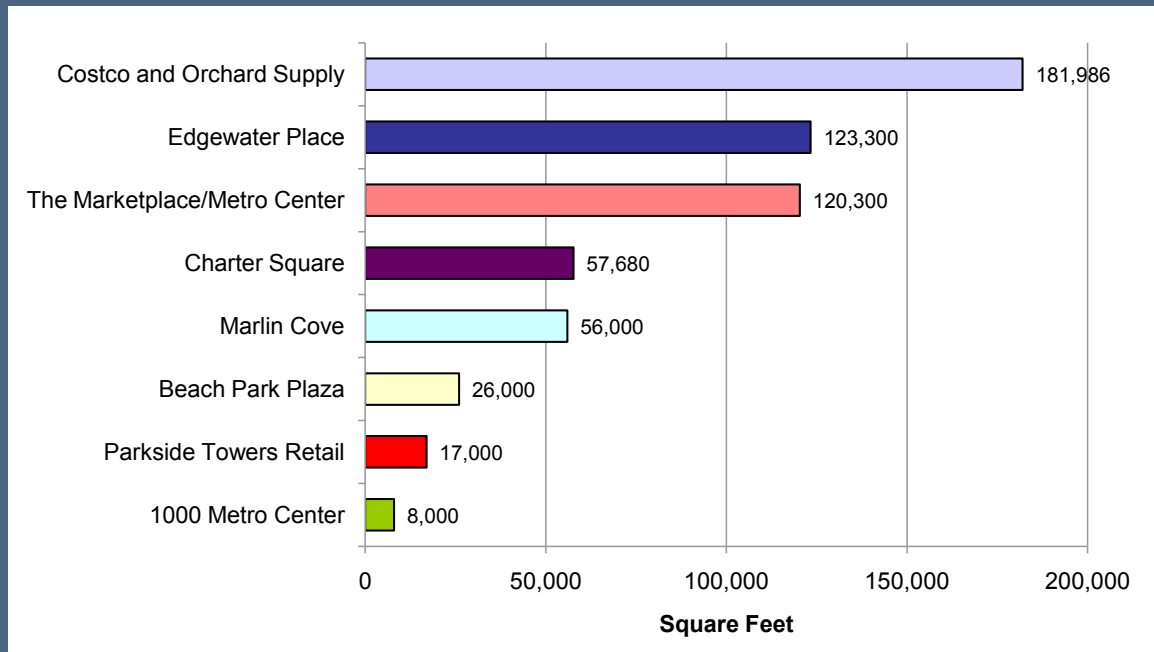 Costco and Orchard Supply 181,986
Edgewater Place 123,300
The Marketplace/Metro Center 120,300
Charter Square 57,680
Marlin Cove 56,000
Beach Park Plaza 26,000
Parkside Towers Retail 17,000
1000 Metro Center 8,000
0 50,000 100,000 150,000 200,000
Square Feet